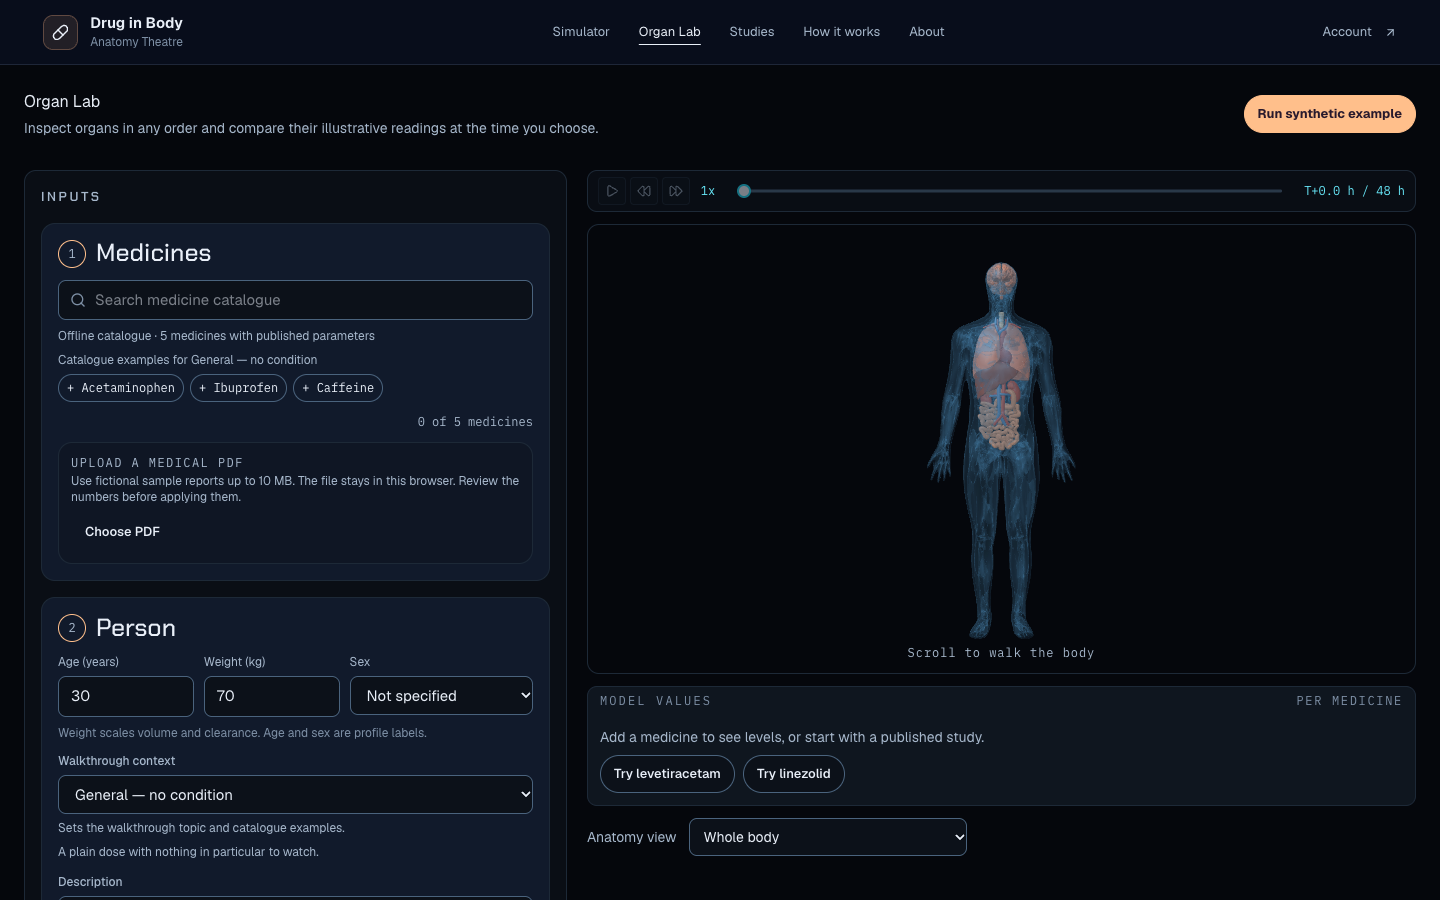 Drug in Body
Anatomy Theatre
Simulator
Organ Lab
Studies
How it works
About
Account
Organ Lab
Inspect organs in any order and compare their illustrative readings at the time you choose.
Run synthetic example
INPUTS
1
Medicines
Search medicine catalogue
Offline catalogue · 5 medicines with published parameters
Catalogue examples for General — no condition
+ Acetaminophen
+ Ibuprofen
+ Caffeine
0 of 5 medicines
UPLOAD A MEDICAL PDF
Use fictional sample reports up to 10 MB. The file stays in this browser. Review the
numbers before applying them.
Choose PDF
2
Person
Age (years)
Weight (kg)
Sex
30
70
Not specified
Weight scales volume and clearance. Age and sex are profile labels.
Walkthrough context
General — no condition
Sets the walkthrough topic and catalogue examples.
A plain dose with nothing in particular to watch.
Description
1x
T+0.0 h / 48 h
Scroll to walk the body
MODEL VALUES
PER MEDICINE
Add a medicine to see levels, or start with a published study.
Try levetiracetam
Try linezolid
Anatomy view
Whole body